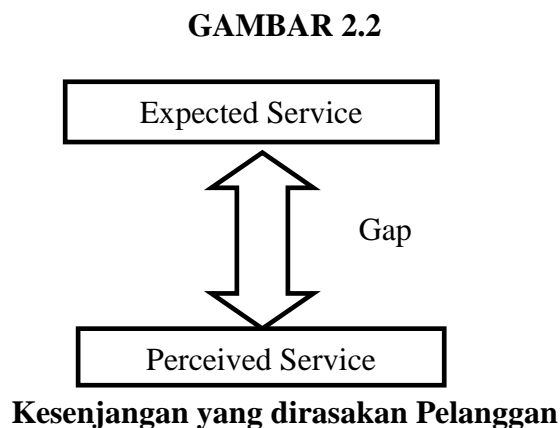 GAMBAR 2.2
Expected Service
Gap
Perceived Service
Kesenjangan yang dirasakan Pelanggan